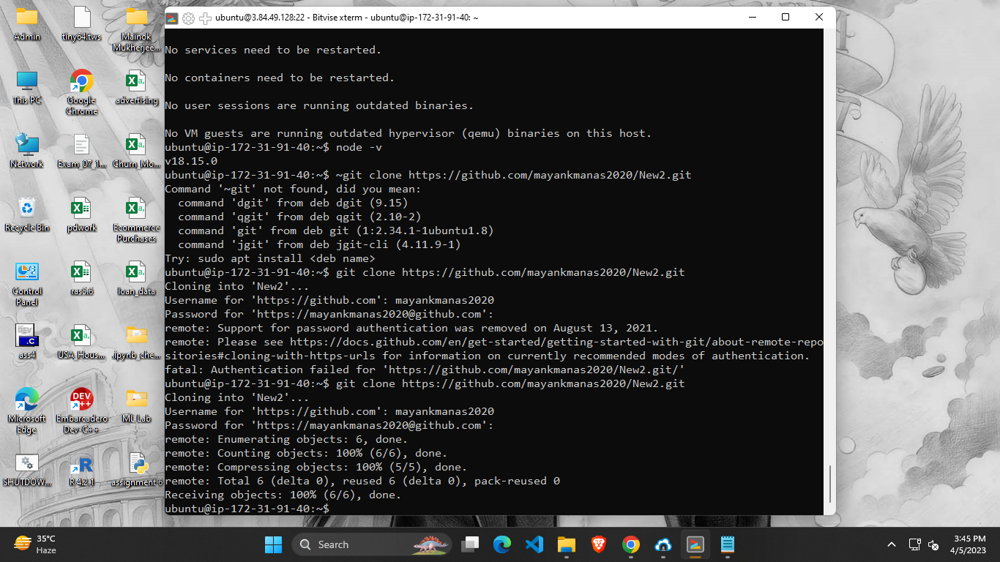 ubuntu@3.84.49.128:22 - Bitvise xterm - ubuntu@ip-172-31-91-40: ~
Admin
tiny64.tws
Mainok
Mukherjee...
This PC
Google
Chrome
advertising
Network
Exam_07_1...
Churn_Mo...
Recycle Bin
pdwork
Ecommerce
Purchases
Control
Panel
ras5.6
loan_data
ass4
USA_Hous...
.ipynb_che...
Microsoft
Edge
Embarcadero
Dev-C++
ML Lab
SHUTDOW...
R 4.2.1
assignment 6
No services need to be restarted.
No containers need to be restarted.
No user sessions are running outdated binaries.
No VM guests are running outdated hypervisor (qemu) binaries on this host.
ubuntu@ip-172-31-91-40:~$ node -v
v18.15.0
ubuntu@ip-172-31-91-40:~$ ~git clone https://github.com/mayankmanas2020/New2.git
Command '~git' not found, did you mean:
  command 'dgit' from deb dgit (9.15)
  command 'qgit' from deb qgit (2.10-2)
  command 'git' from deb git (1:2.34.1-1ubuntu1.8)
  command 'jgit' from deb jgit-cli (4.11.9-1)
Try: sudo apt install <deb name>
ubuntu@ip-172-31-91-40:~$ git clone https://github.com/mayankmanas2020/New2.git
Cloning into 'New2'...
Username for 'https://github.com': mayankmanas2020
Password for 'https://mayankmanas2020@github.com':
remote: Support for password authentication was removed on August 13, 2021.
remote: Please see https://docs.github.com/en/get-started/getting-started-with-git/about-remote-repo
sitories#cloning-with-https-urls for information on currently recommended modes of authentication.
fatal: Authentication failed for 'https://github.com/mayankmanas2020/New2.git/'
ubuntu@ip-172-31-91-40:~$ git clone https://github.com/mayankmanas2020/New2.git
Cloning into 'New2'...
Username for 'https://github.com': mayankmanas2020
Password for 'https://mayankmanas2020@github.com':
remote: Enumerating objects: 6, done.
remote: Counting objects: 100% (6/6), done.
remote: Compressing objects: 100% (5/5), done.
remote: Total 6 (delta 0), reused 6 (delta 0), pack-reused 0
Receiving objects: 100% (6/6), done.
ubuntu@ip-172-31-91-40:~$
35°C
Haze
Search
3:45 PM
4/5/2023